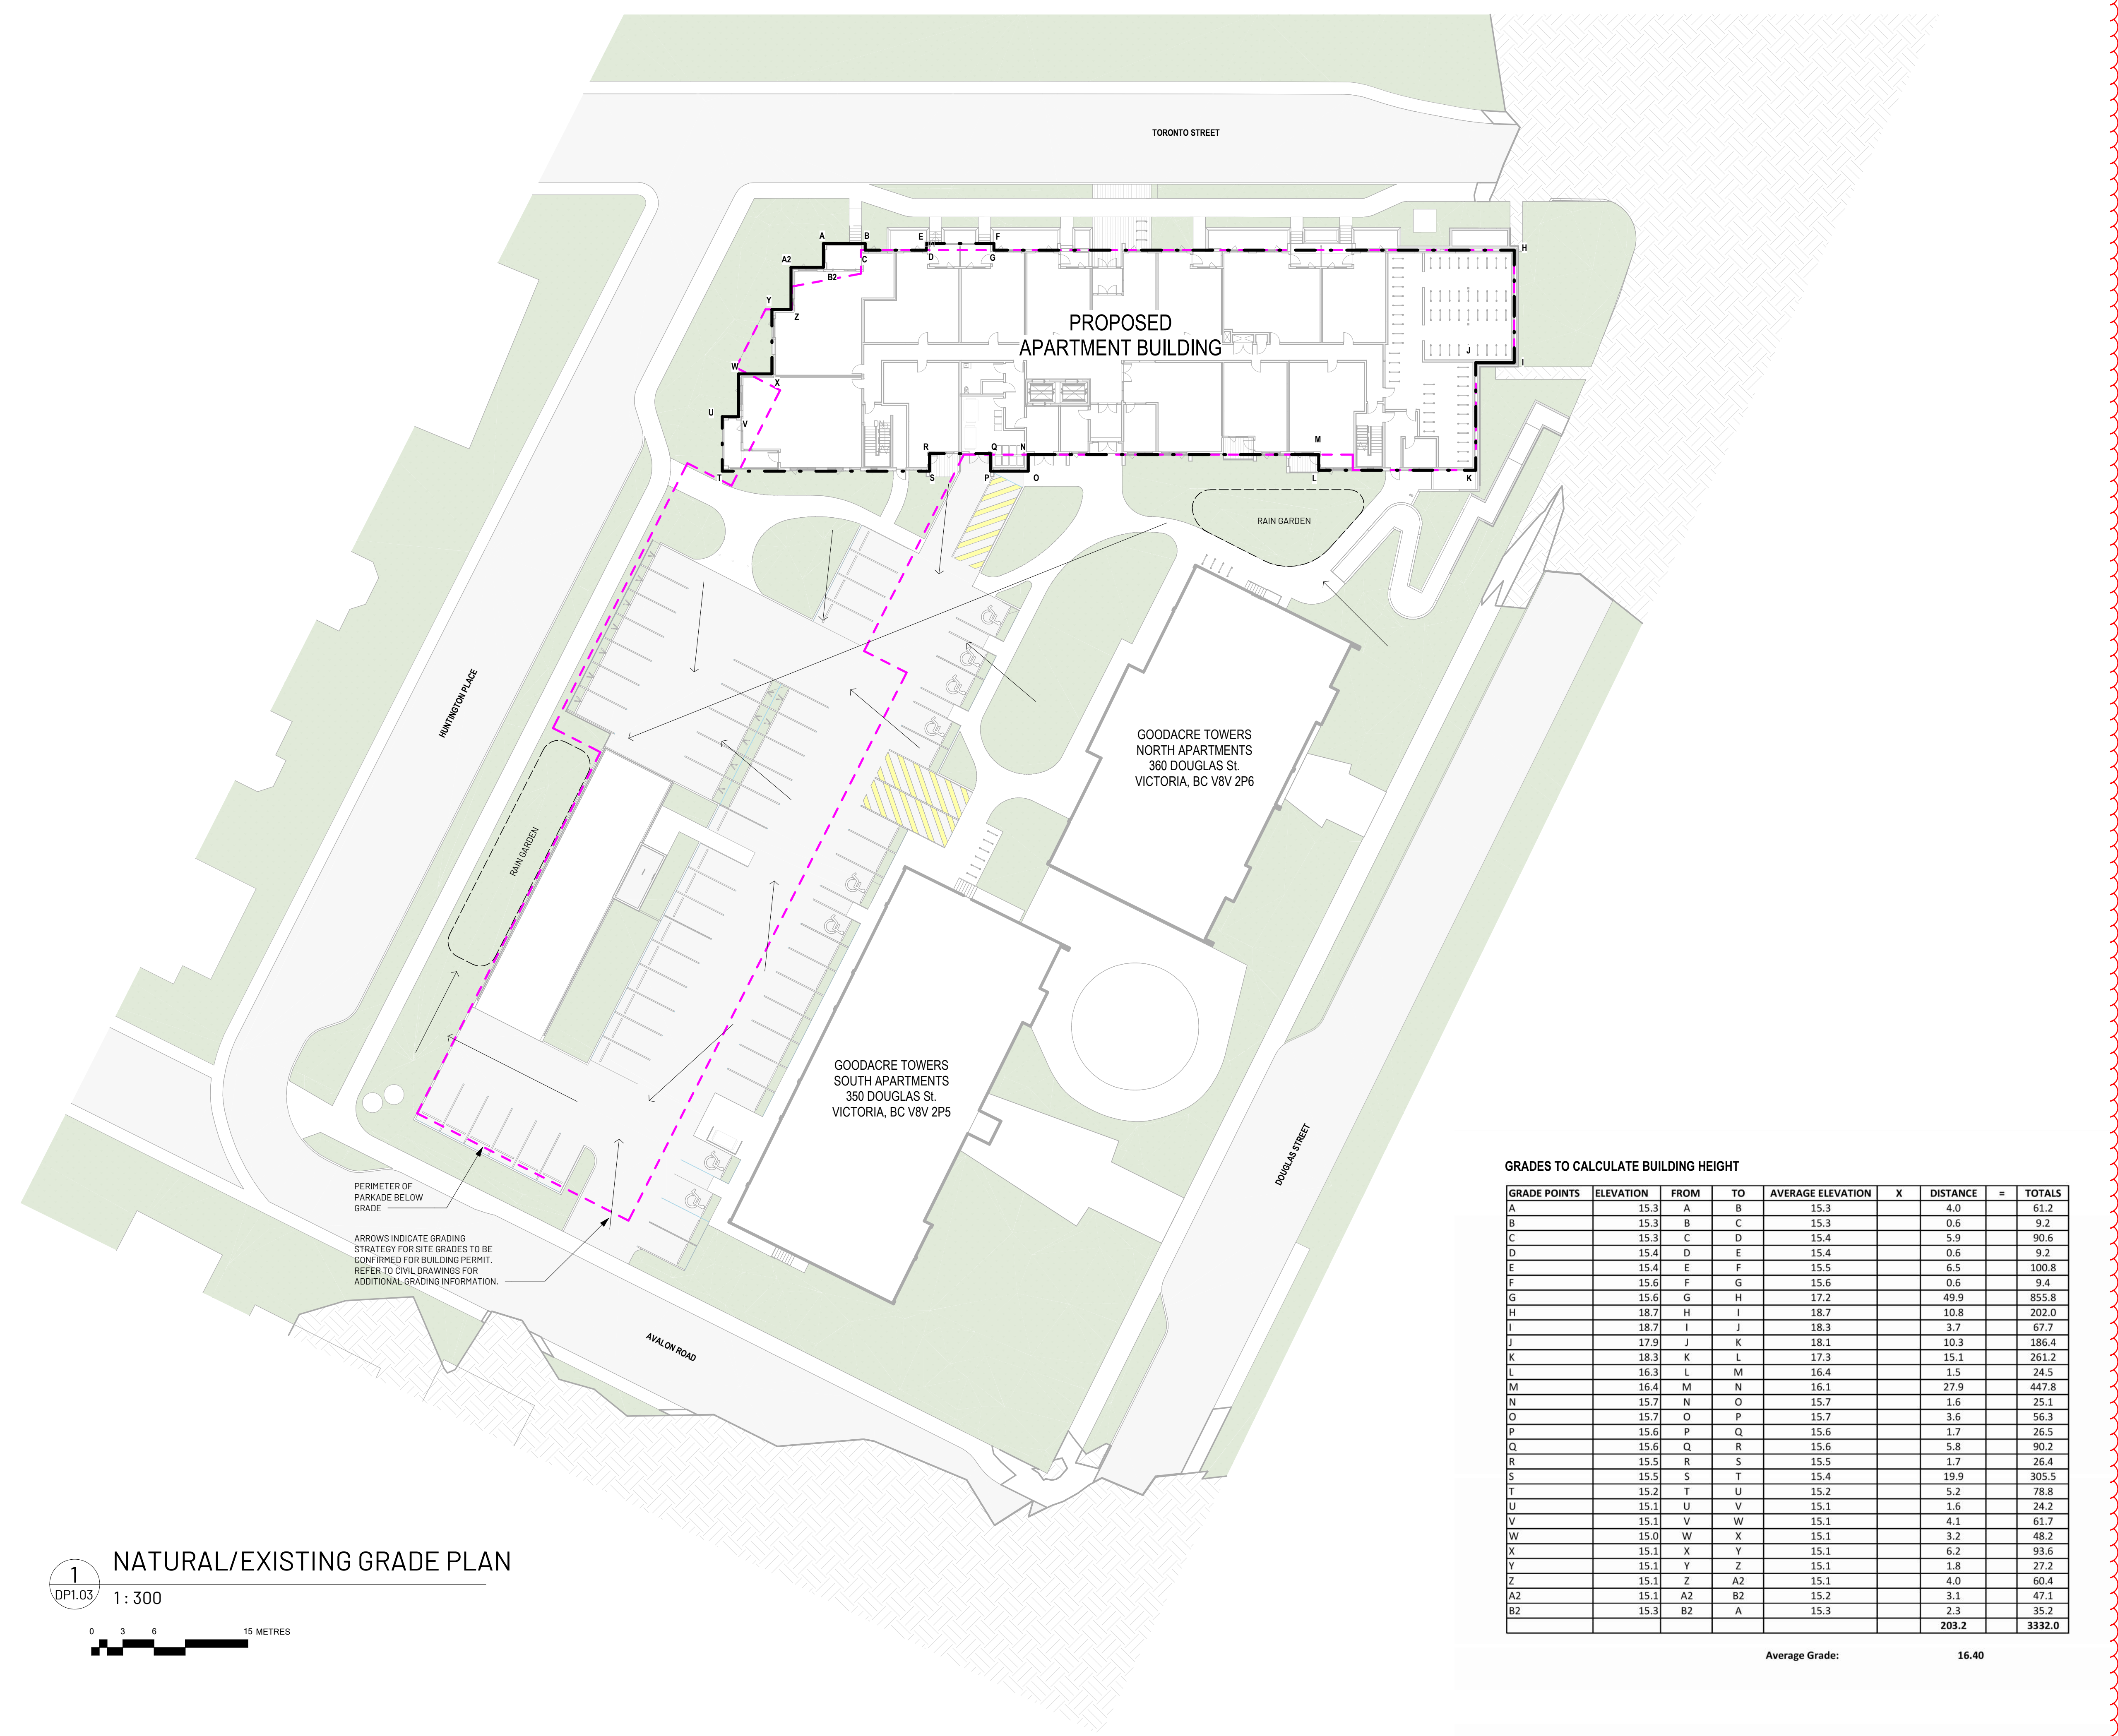 TORONTO STREET
A
B
E
F
H
A2
C
D
G
B2
Y
Z
PROPOSED
APARTMENT BUILDING
J
I
W
X
U
V
M
R
Q
N
T
S
P
O
L
K
RAIN GARDEN
HUNTINGTON PLACE
GOODACRE TOWERS
NORTH APARTMENTS
360 DOUGLAS St.
VICTORIA, BC V8V 2P6
RAIN GARDEN
GOODACRE TOWERS
SOUTH APARTMENTS
350 DOUGLAS St.
VICTORIA, BC V8V 2P5
DOUGLAS STREET
PERIMETER OF
PARKADE BELOW
GRADE
ARROWS INDICATE GRADING
STRATEGY FOR SITE GRADES TO BE
CONFIRMED FOR BUILDING PERMIT.
REFER TO CIVIL DRAWINGS FOR
ADDITIONAL GRADING INFORMATION.
AVALON ROAD
GRADES TO CALCULATE BUILDING HEIGHT
GRADE POINTS ELEVATION FROM TO AVERAGE ELEVATION X DISTANCE = TOTALS
A 15.3 A B 15.3 4.0 61.2
B 15.3 B C 15.3 0.6 9.2
C 15.3 C D 15.4 5.9 90.6
D 15.4 D E 15.4 0.6 9.2
E 15.4 E F 15.5 6.5 100.8
F 15.6 F G 15.6 0.6 9.4
G 15.6 G H 17.2 49.9 855.8
H 18.7 H I 18.7 10.8 202.0
I 18.7 I J 18.3 3.7 67.7
J 17.9 J K 18.1 10.3 186.4
K 18.3 K L 17.3 15.1 261.2
L 16.3 L M 16.4 1.5 24.5
M 16.4 M N 16.1 27.9 447.8
N 15.7 N O 15.7 1.6 25.1
O 15.7 O P 15.7 3.6 56.3
P 15.6 P Q 15.6 1.7 26.5
Q 15.6 Q R 15.6 5.8 90.2
R 15.5 R S 15.5 1.7 26.4
S 15.5 S T 15.4 19.9 305.5
T 15.2 T U 15.2 5.2 78.8
U 15.1 U V 15.1 1.6 24.2
V 15.1 V W 15.1 4.1 61.7
W 15.0 W X 15.1 3.2 48.2
X 15.1 X Y 15.1 6.2 93.6
Y 15.1 Y Z 15.1 1.8 27.2
Z 15.1 Z A2 15.1 4.0 60.4
A2 15.1 A2 B2 15.2 3.1 47.1
B2 15.3 B2 A 15.3 2.3 35.2
203.2 3332.0
Average Grade: 16.40
1
DP1.03
NATURAL/EXISTING GRADE PLAN
1 : 300
0 3 6 15 METRES